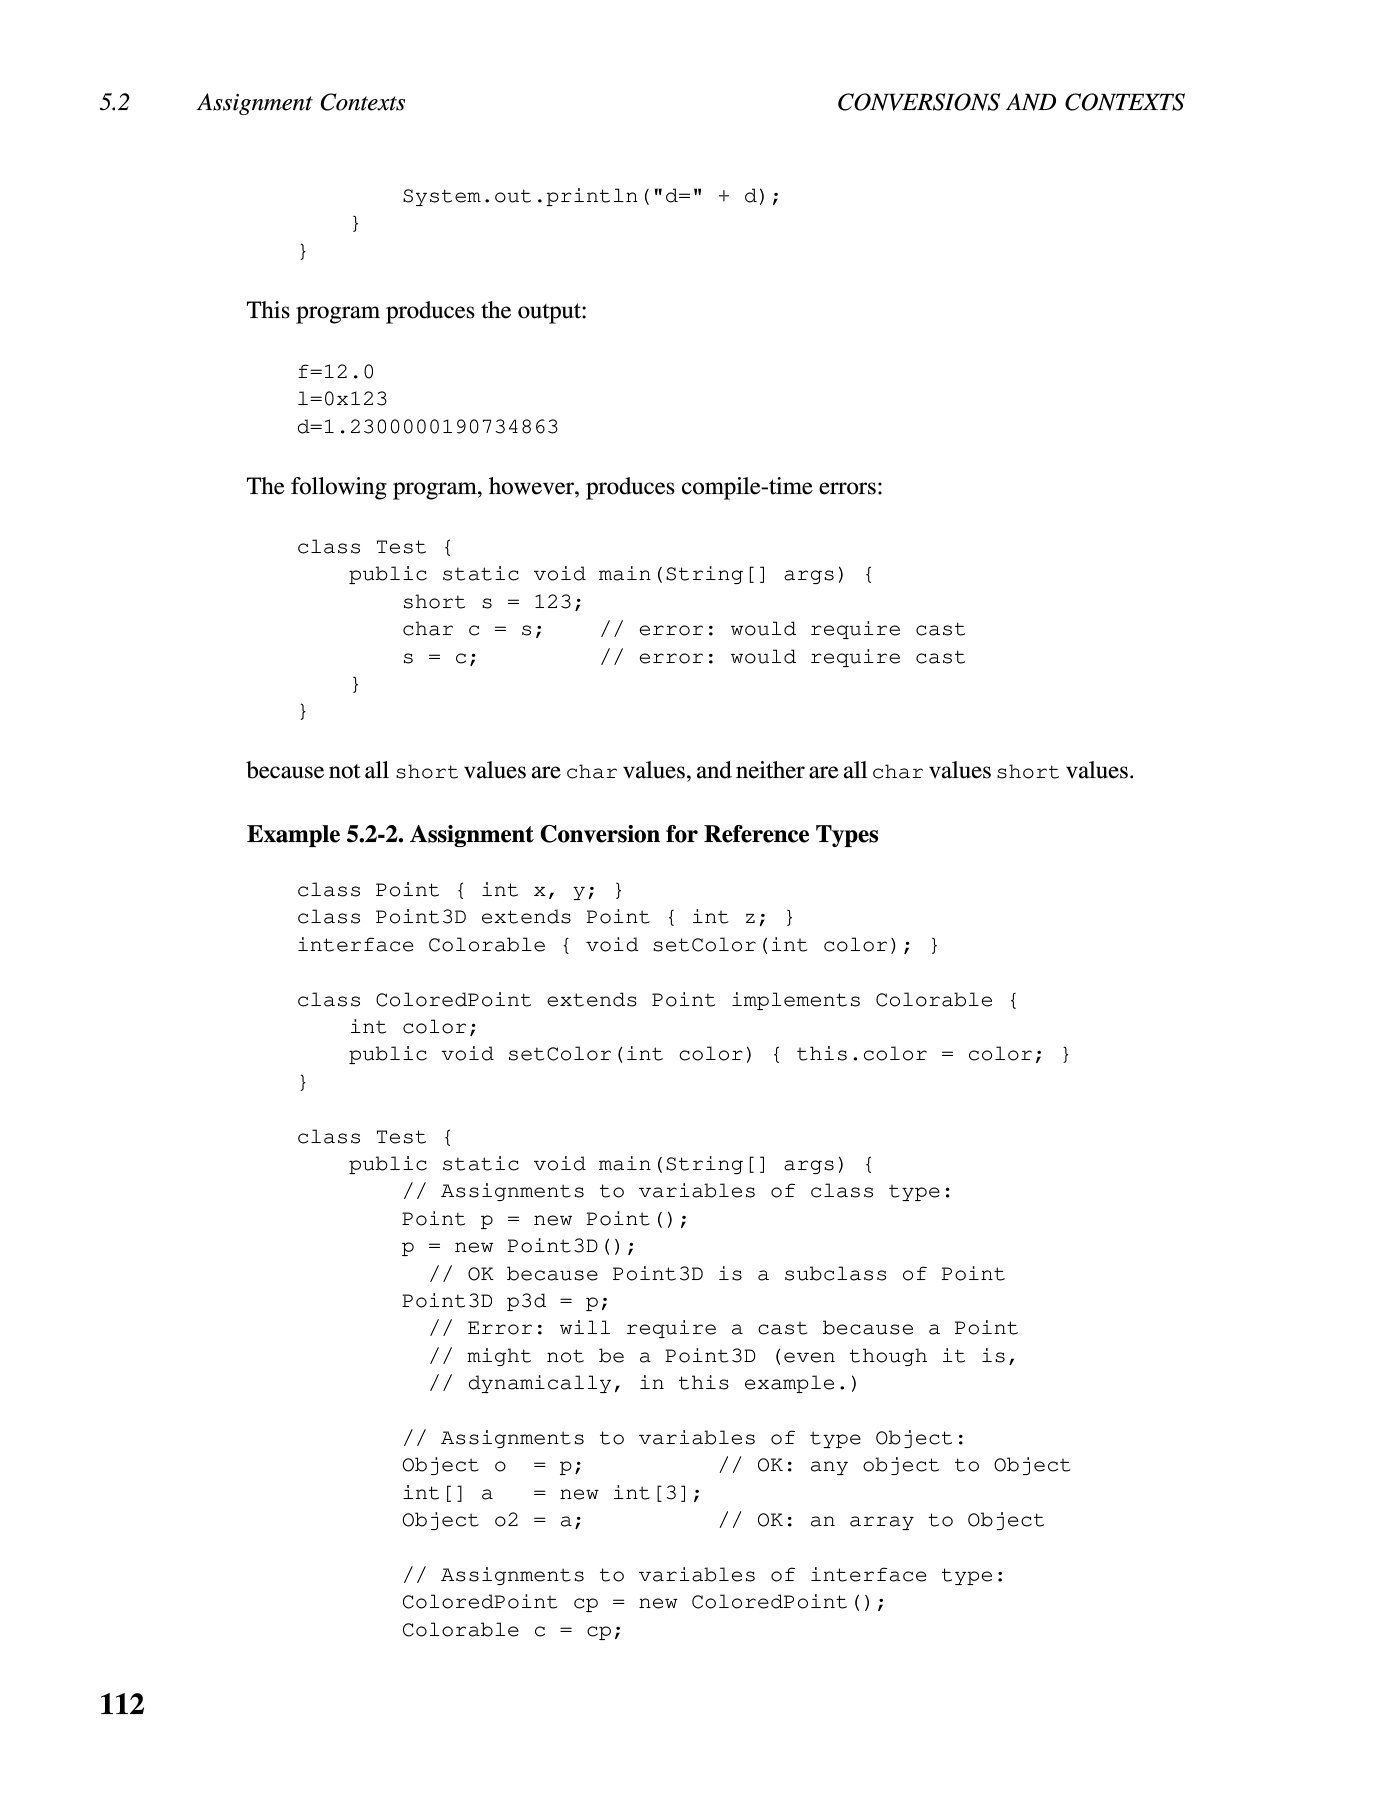 5.2 Assignment Contexts CONVERSIONS AND CONTEXTS
        System.out.println("d=" + d);
    }
}
This program produces the output:
f=12.0
l=0x123
d=1.2300000190734863
The following program, however, produces compile-time errors:
class Test {
    public static void main(String[] args) {
        short s = 123;
        char c = s;    // error: would require cast
        s = c;         // error: would require cast
    }
}
because not all short values are char values, and neither are all char values short values.
Example 5.2-2. Assignment Conversion for Reference Types
class Point { int x, y; }
class Point3D extends Point { int z; }
interface Colorable { void setColor(int color); }
class ColoredPoint extends Point implements Colorable {
    int color;
    public void setColor(int color) { this.color = color; }
}
class Test {
    public static void main(String[] args) {
        // Assignments to variables of class type:
        Point p = new Point();
        p = new Point3D();
          // OK because Point3D is a subclass of Point
        Point3D p3d = p;
          // Error: will require a cast because a Point
          // might not be a Point3D (even though it is,
          // dynamically, in this example.)
        // Assignments to variables of type Object:
        Object o  = p;          // OK: any object to Object
        int[] a   = new int[3];
        Object o2 = a;          // OK: an array to Object
        // Assignments to variables of interface type:
        ColoredPoint cp = new ColoredPoint();
        Colorable c = cp;
112